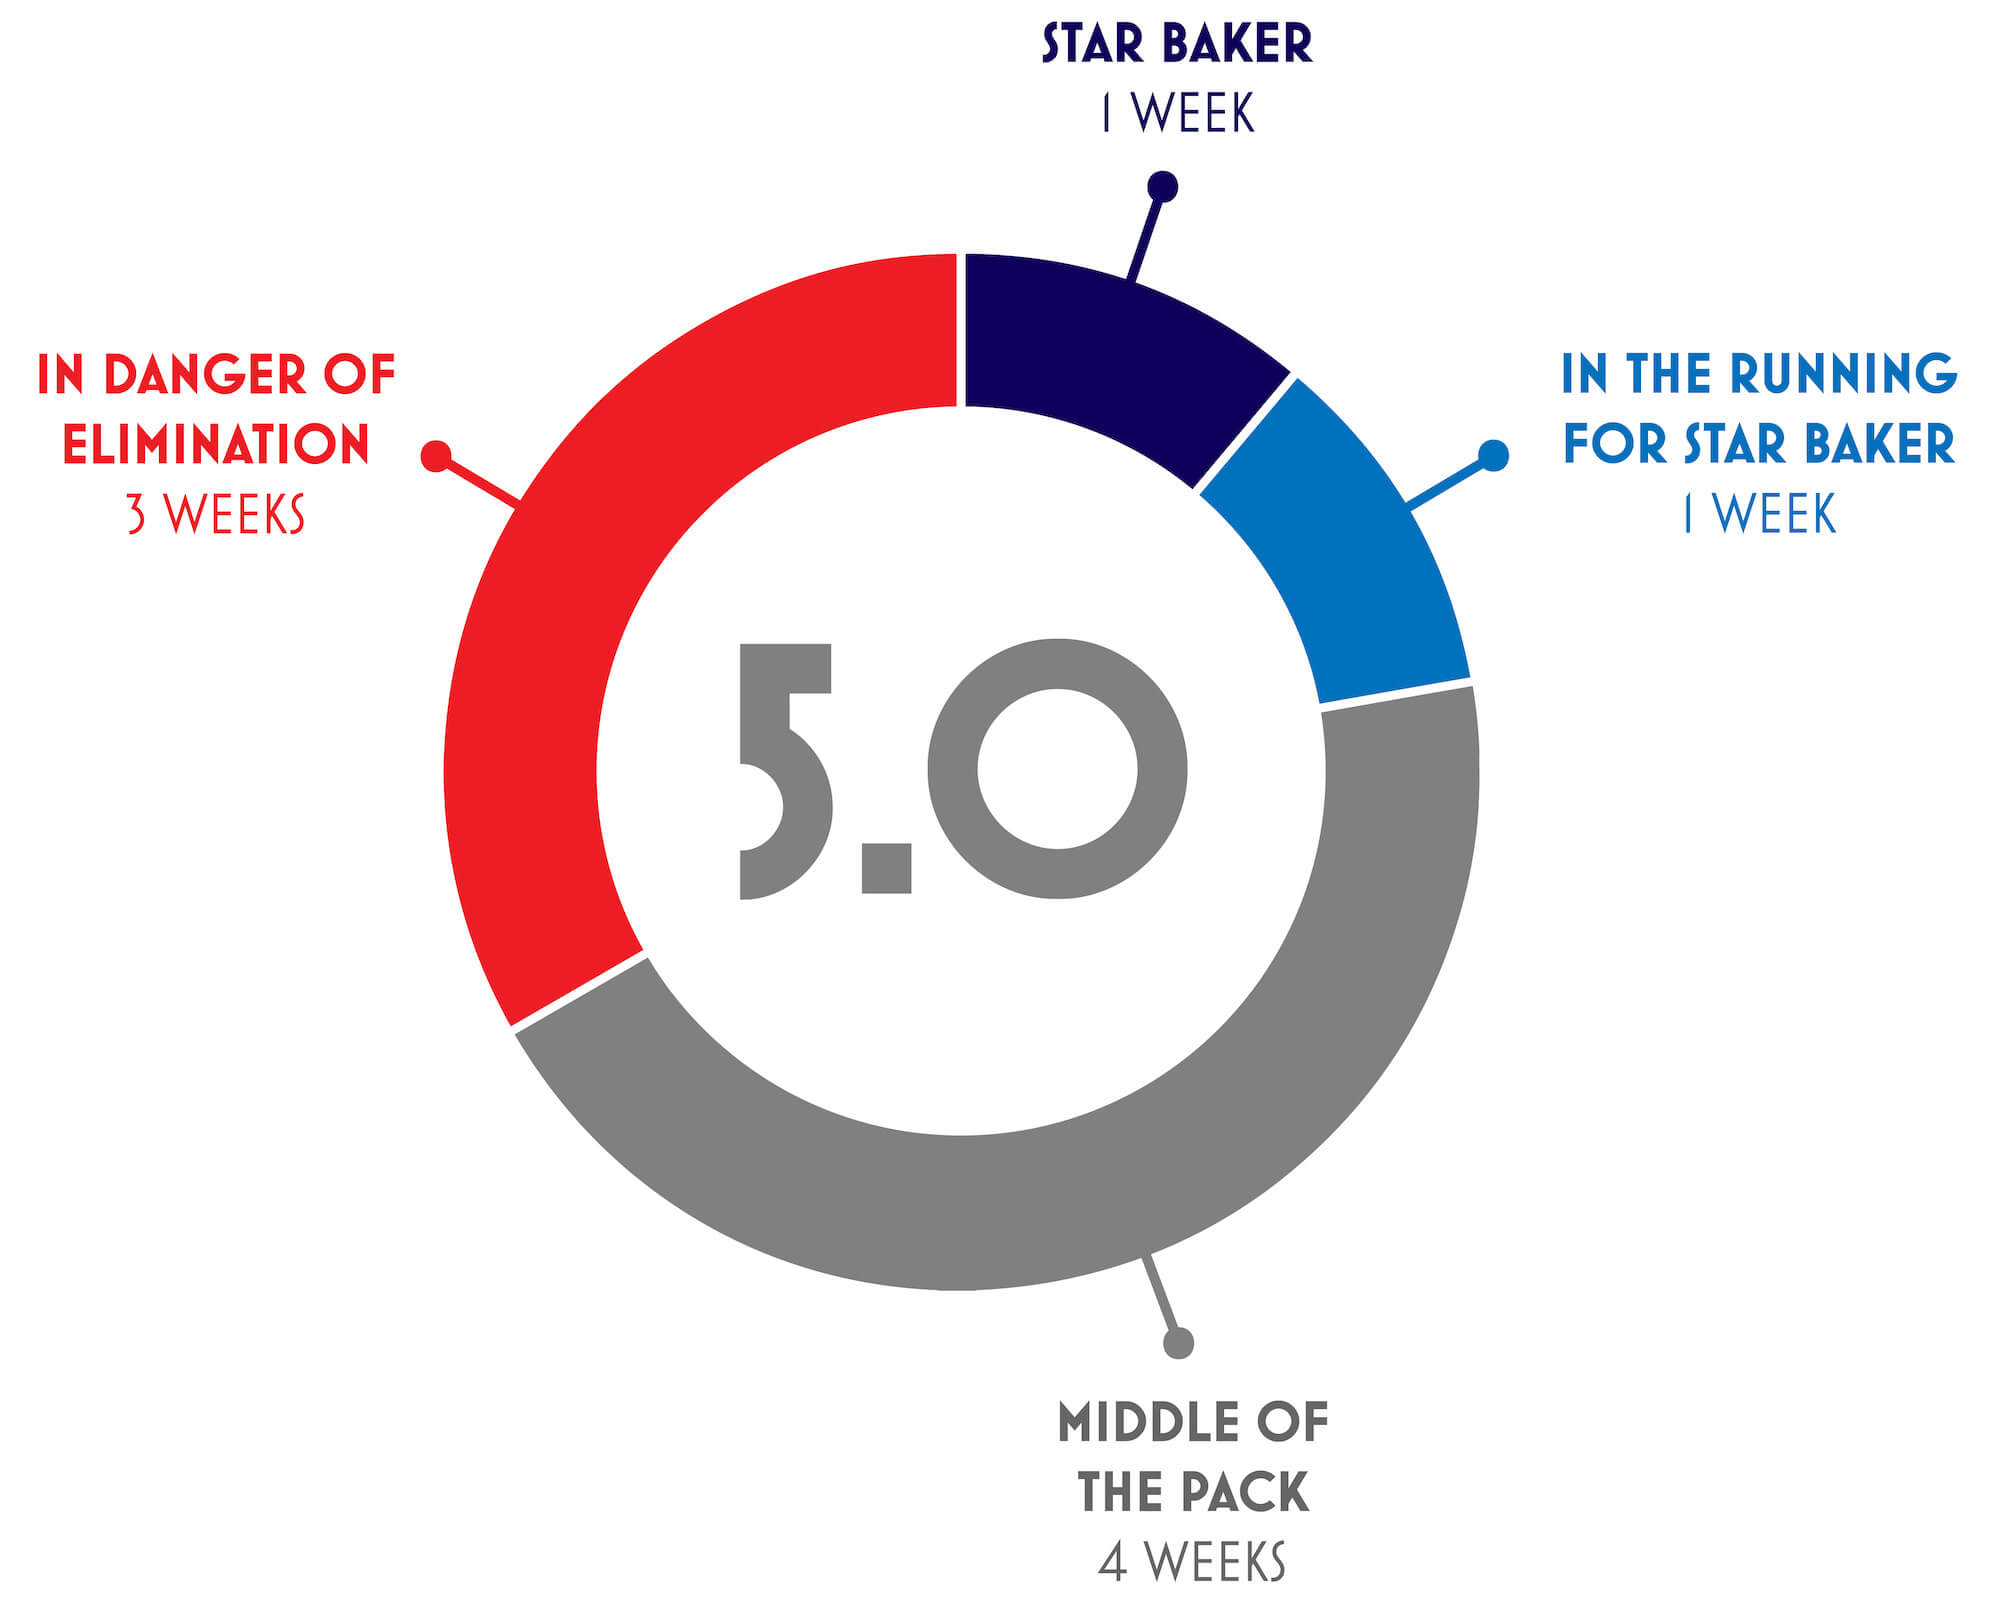 STAR BAKER
1 WEEK
IN DANGER OF
ELIMINATION
3 WEEKS
IN THE RUNNING
FOR STAR BAKER
1 WEEK
5.0
MIDDLE OF
THE PACK
4 WEEKS